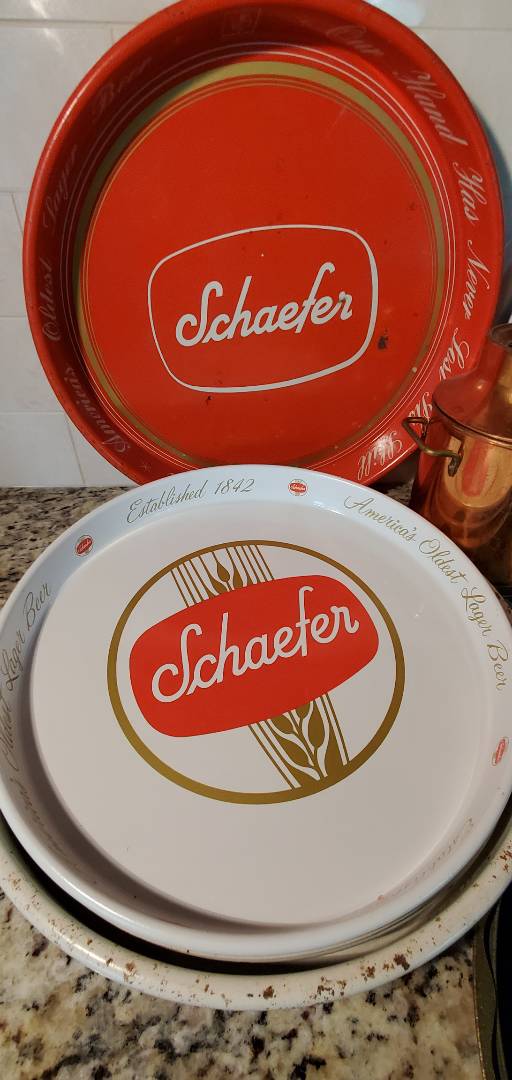 America's Oldest Lager Beer
Our Hand Has Never Lost Its Skill
Schaefer
Established 1842
America's Oldest Lager Beer
Oldest Lager Beer
Schaefer